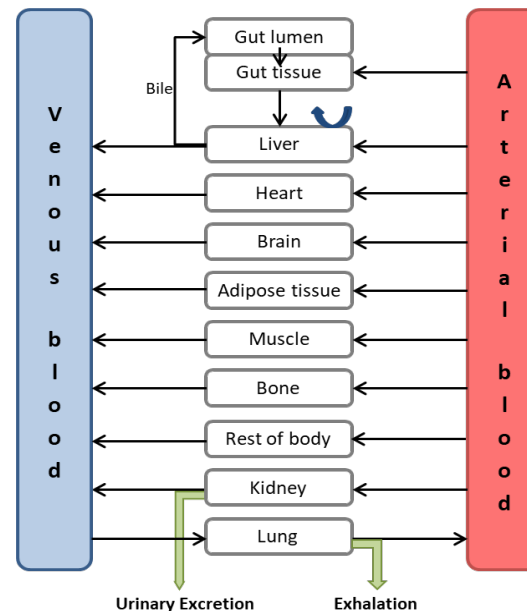 Gut lumen
Gut tissue
Bile
Liver
Heart
Brain
Adipose tissue
Muscle
Bone
Rest of body
Kidney
Lung
Venous blood
Arterial blood
Urinary Excretion
Exhalation